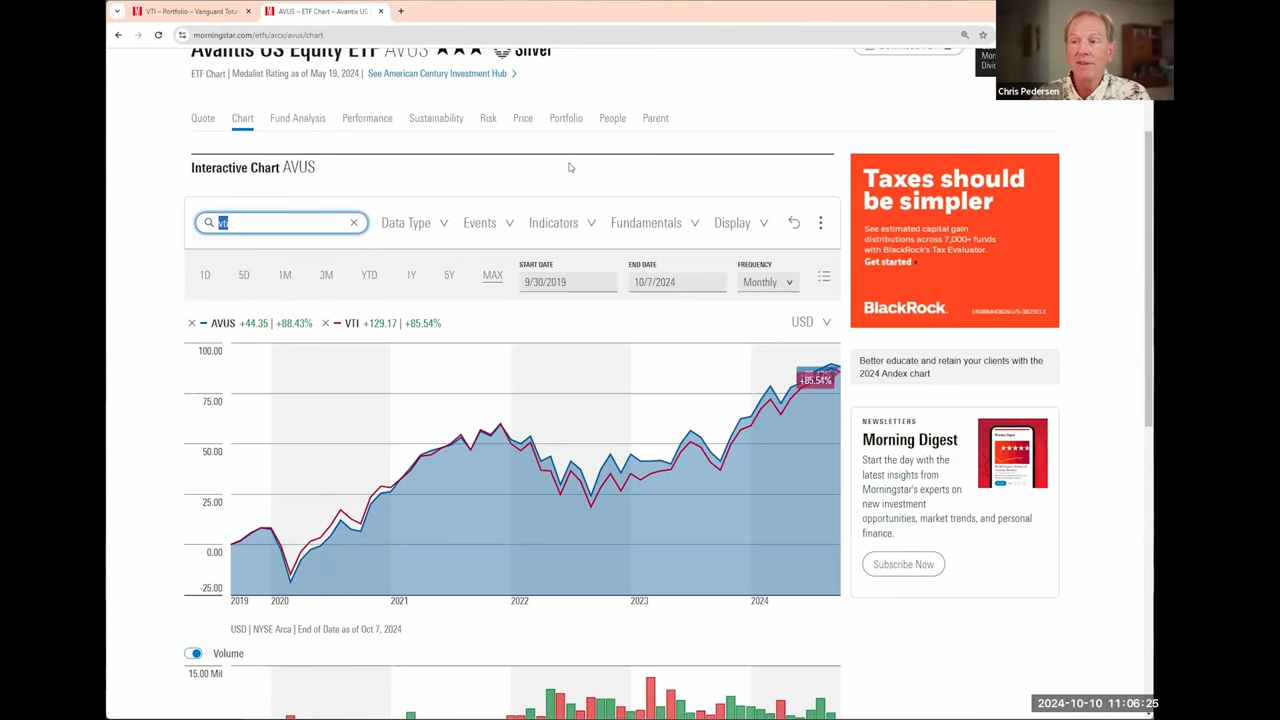 VTI – Portfolio – Vanguard Tota
AVUS – ETF Chart – Avantis US
morningstar.com/etfs/arcx/avus/chart
Avantis US Equity ETF AVUS ★★★ Silver
ETF Chart | Medalist Rating as of May 19, 2024 | See American Century Investment Hub
Mor
Divid
Chris Pedersen
Quote Chart Fund Analysis Performance Sustainability Risk Price Portfolio People Parent
Interactive Chart AVUS
vti
Data Type Events Indicators Fundamentals Display
1D 5D 1M 3M YTD 1Y 5Y MAX
START DATE
9/30/2019
END DATE
10/7/2024
FREQUENCY
Monthly
AVUS +44.35 | +88.43% VTI +129.17 | +85.54%
USD
100.00
75.00
50.00
25.00
0.00
-25.00
+85.54%
2019 2020 2021 2022 2023 2024
USD | NYSE Arca | End of Date as of Oct 7, 2024
Volume
15.00 Mil
Taxes should
be simpler
See estimated capital gain
distributions across 7,000+ funds
with BlackRock's Tax Evaluator.
Get started
BlackRock.
Better educate and retain your clients with the
2024 Andex chart
NEWSLETTERS
Morning Digest
Start the day with the
latest insights from
Morningstar's experts on
new investment
opportunities, market trends, and personal
finance.
Subscribe Now
2024-10-10 11:06:25